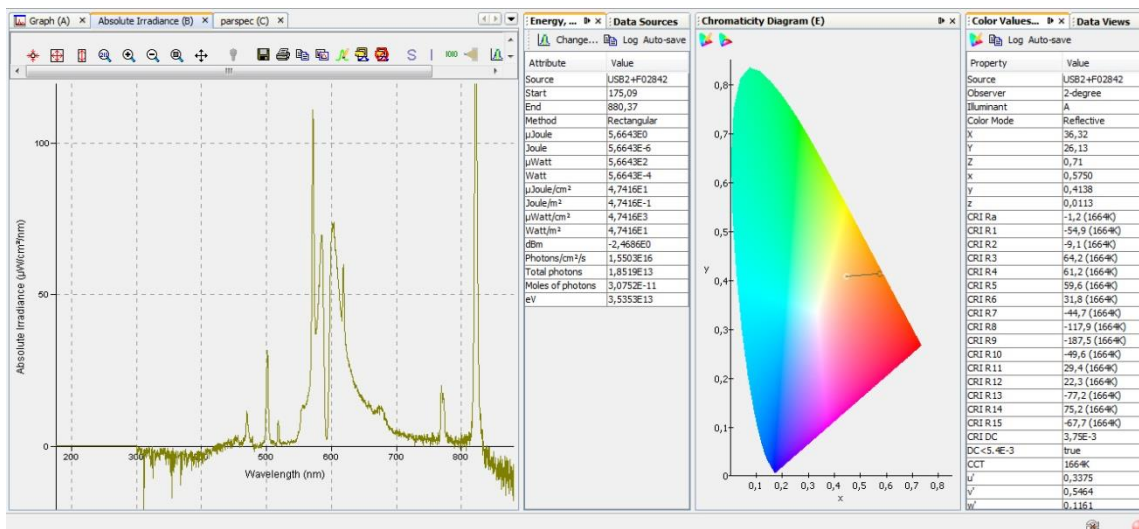 Graph (A) × Absolute Irradiance (B) × parspec (C) ×
100
50
0
200 300 400 500 600 700 800
Absolute Irradiance (µW/cm²/nm)
Wavelength (nm)
Energy, ... × Data Sources
Change... Log Auto-save
Attribute Value
Source USB2+F02842
Start 175,09
End 880,37
Method Rectangular
µJoule 5,6643E0
Joule 5,6643E-6
µWatt 5,6643E2
Watt 5,6643E-4
µJoule/cm² 4,7416E1
Joule/m² 4,7416E-1
µWatt/cm² 4,7416E3
Watt/m² 4,7416E1
dBm -2,4686E0
Photons/cm²/s 1,5503E16
Total photons 1,8519E13
Moles of photons 3,0752E-11
eV 3,5353E13
Chromaticity Diagram (E) ×
0,8
0,7
0,6
0,5
y 0,4
0,3
0,2
0,1
0
0,1 0,2 0,3 0,4 0,5 0,6 0,7 0,8
x
Color Values... × Data Views
Log Auto-save
Property Value
Source USB2+F02842
Observer 2-degree
Illuminant A
Color Mode Reflective
X 36,32
Y 26,13
Z 0,71
x 0,5750
y 0,4138
z 0,0113
CRI Ra -1,2 (1664K)
CRI R1 -54,9 (1664K)
CRI R2 -9,1 (1664K)
CRI R3 64,2 (1664K)
CRI R4 61,2 (1664K)
CRI R5 59,6 (1664K)
CRI R6 31,8 (1664K)
CRI R7 -44,7 (1664K)
CRI R8 -117,9 (1664K)
CRI R9 -187,5 (1664K)
CRI R10 -49,6 (1664K)
CRI R11 29,4 (1664K)
CRI R12 22,3 (1664K)
CRI R13 -77,2 (1664K)
CRI R14 75,2 (1664K)
CRI R15 -67,7 (1664K)
CRI DC 3,75E-3
DC<5.4E-3 true
CCT 1664K
u' 0,3375
v' 0,5464
w' 0,1161